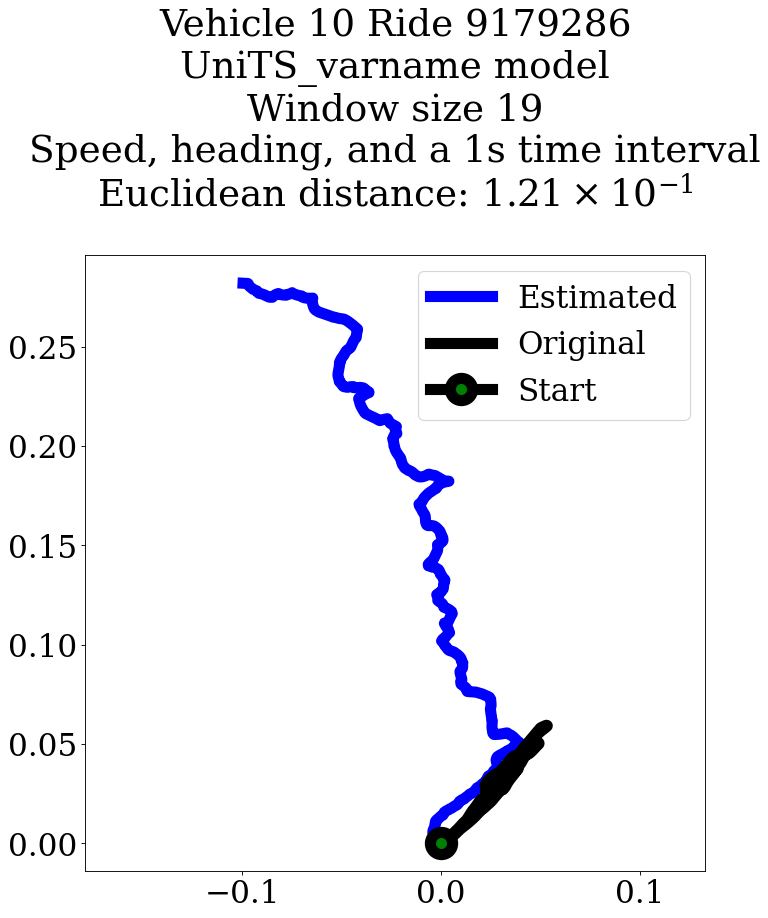 Vehicle 10 Ride 9179286
UniTS_varname model
Window size 19
Speed, heading, and a 1s time interval
Euclidean distance: 1.21 × 10⁻¹
Estimated
Original
Start
0.25
0.20
0.15
0.10
0.05
0.00
−0.1
0.0
0.1